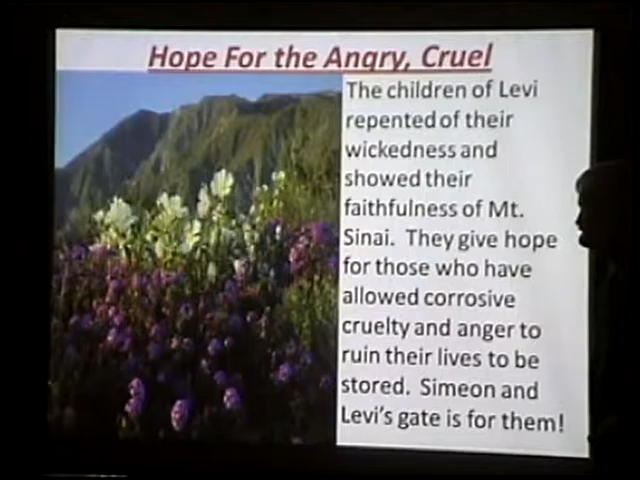 Hope For the Angry, Cruel
The children of Levi
repented of their
wickedness and
showed their
faithfulness of Mt.
Sinai. They give hope
for those who have
allowed corrosive
cruelty and anger to
ruin their lives to be
stored. Simeon and
Levi's gate is for them!